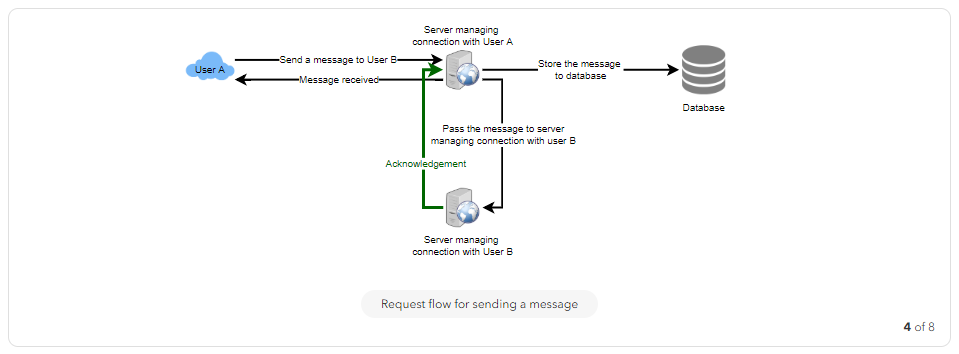 Server managing
connection with User A
User A
Send a message to User B
Message received
Store the message
to database
Database
Pass the message to server
managing connection with user B
Acknowledgement
Server managing
connection with User B
Request flow for sending a message
4 of 8